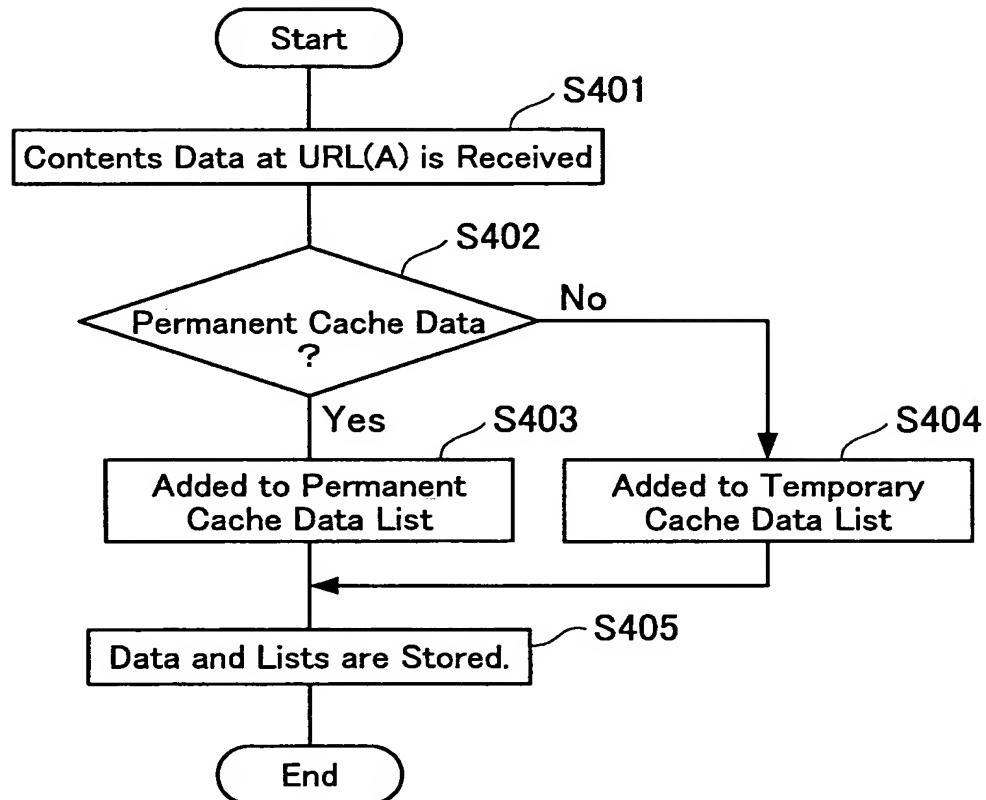 Start
S401
Contents Data at URL(A) is Received
S402
Permanent Cache Data
?
No
Yes
S403
Added to Permanent
Cache Data List
S404
Added to Temporary
Cache Data List
S405
Data and Lists are Stored.
End